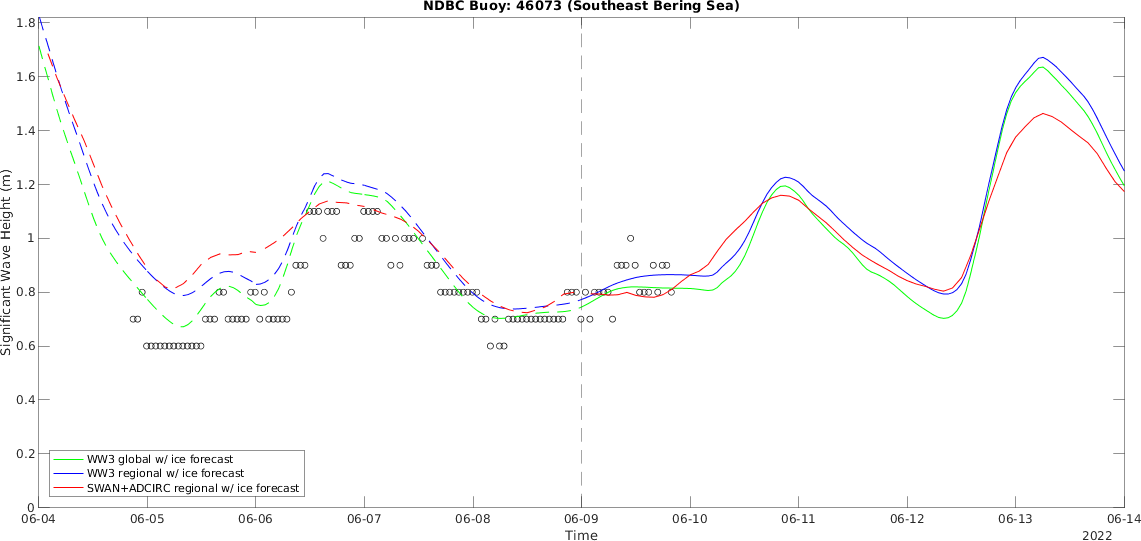 NDBC Buoy: 46073 (Southeast Bering Sea)
1.8
1.6
1.4
1.2
1
0.8
0.6
0.4
0.2
0
Significant Wave Height (m)
WW3 global w/ ice forecast
WW3 regional w/ ice forecast
SWAN+ADCIRC regional w/ ice forecast
06-04 06-05 06-06 06-07 06-08 06-09 06-10 06-11 06-12 06-13 06-14
Time
2022